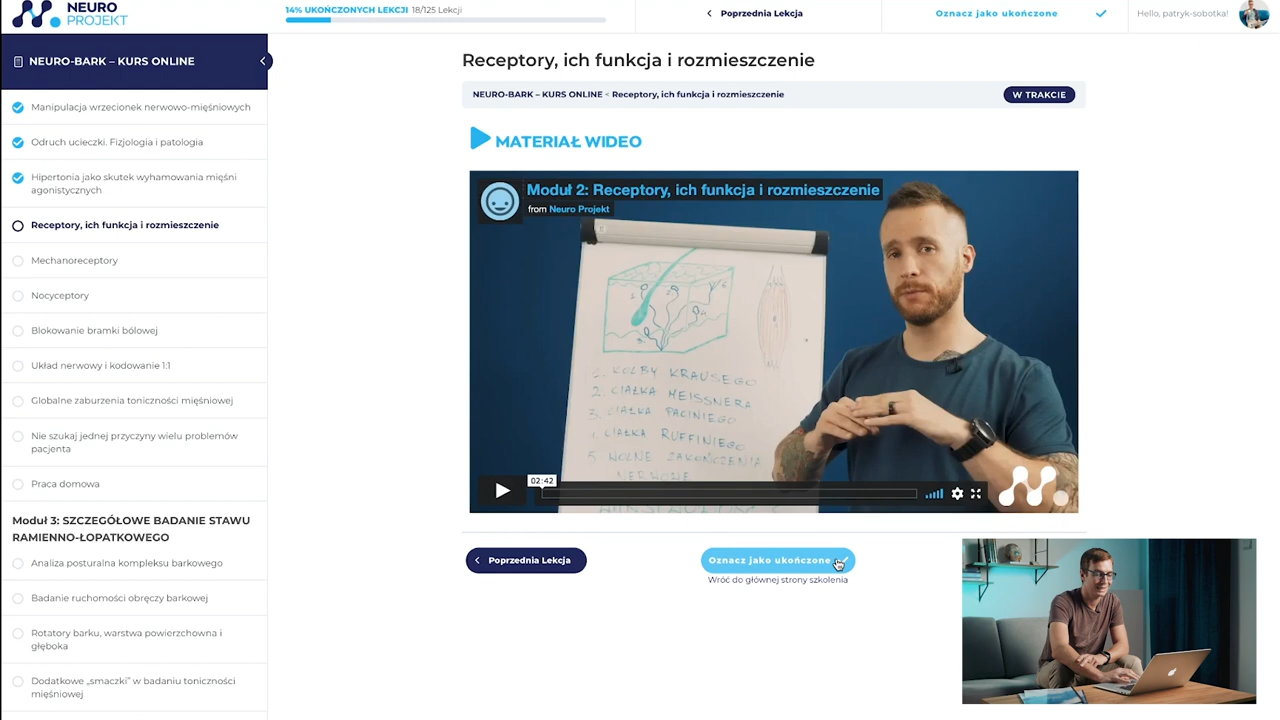 NEURO
PROJEKT
14% UKOŃCZONYCH LEKCJI 18/125 Lekcji
Poprzednia Lekcja
Oznacz jako ukończone
Hello, patryk-sobotka!
NEURO-BARK – KURS ONLINE
Manipulacja wrzecionek nerwowo-mięśniowych
Odruch ucieczki. Fizjologia i patologia
Hipertonia jako skutek wyhamowania mięśni
agonistycznych
Receptory, ich funkcja i rozmieszczenie
Mechanoreceptory
Nocyceptory
Blokowanie bramki bólowej
Układ nerwowy i kodowanie 1:1
Globalne zaburzenia toniczności mięśniowej
Nie szukaj jednej przyczyny wielu problemów
pacjenta
Praca domowa
Moduł 3: SZCZEGÓŁOWE BADANIE STAWU
RAMIENNO-ŁOPATKOWEGO
Analiza posturalna kompleksu barkowego
Badanie ruchomości obręczy barkowej
Rotatory barku, warstwa powierzchowna i
głęboka
Dodatkowe „smaczki” w badaniu toniczności
mięśniowej
Receptory, ich funkcja i rozmieszczenie
NEURO-BARK – KURS ONLINE < Receptory, ich funkcja i rozmieszczenie
W TRAKCIE
MATERIAŁ WIDEO
Moduł 2: Receptory, ich funkcja i rozmieszczenie
from Neuro Projekt
1. KOLBY KRAUSEGO
2. CIAŁKA MEISSNERA
3. CIAŁKA PACINIEGO
4. CIAŁKA RUFFINIEGO
5 WOLNE ZAKOŃCZENIA
NERWOWE
02:42
Poprzednia Lekcja
Oznacz jako ukończone
Wróć do głównej strony szkolenia